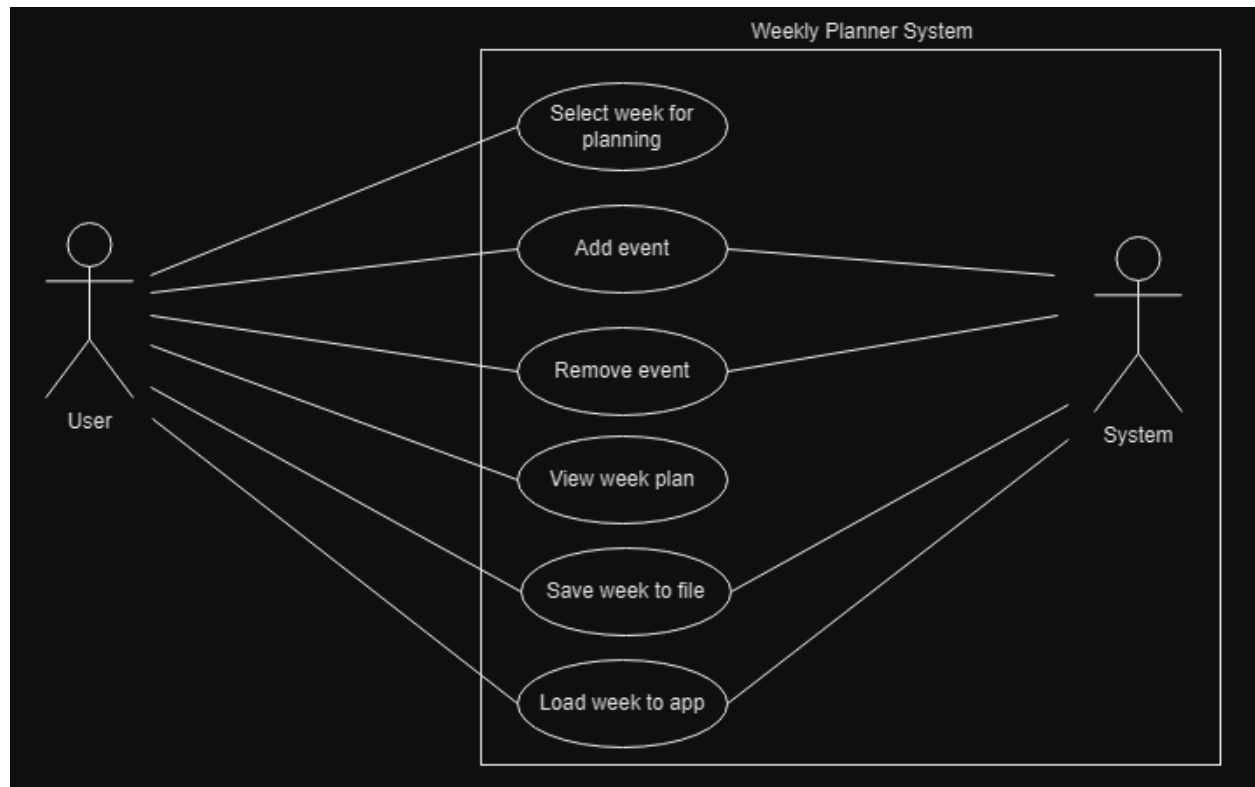 Weekly Planner System
Select week for
planning
Add event
Remove event
User
System
View week plan
Save week to file
Load week to app